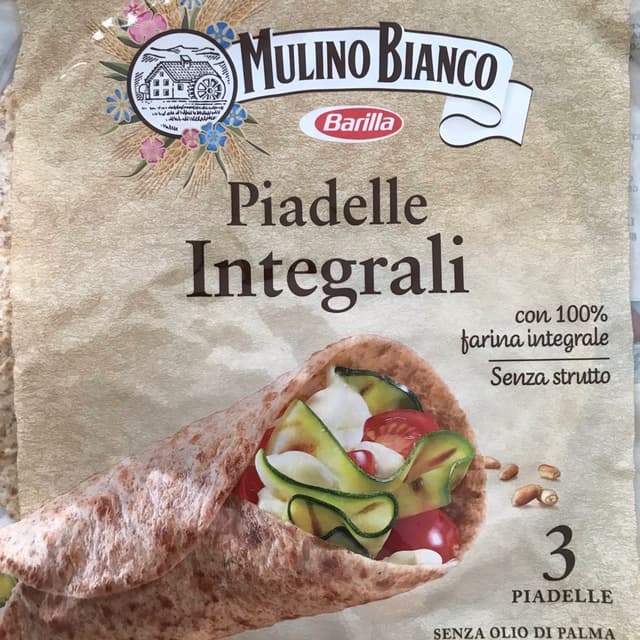 MULINO BIANCO
Barilla
Piadelle
Integrali
con 100%
farina integrale
Senza strutto
3
PIADELLE
SENZA OLIO DI PALMA